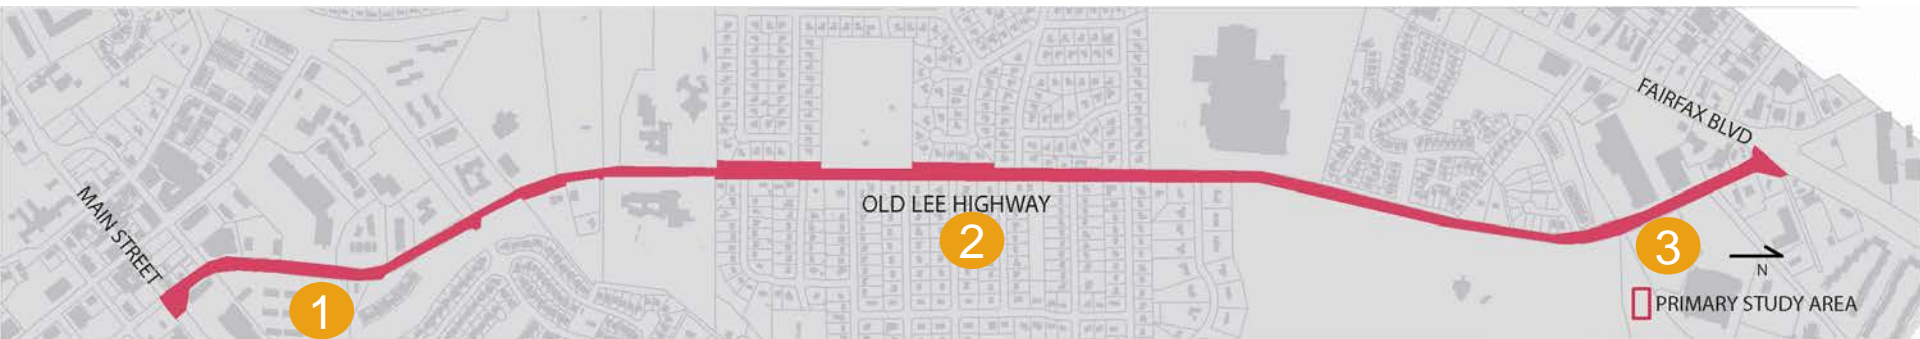 MAIN STREET
1
OLD LEE HIGHWAY
2
FAIRFAX BLVD
3
N
PRIMARY STUDY AREA